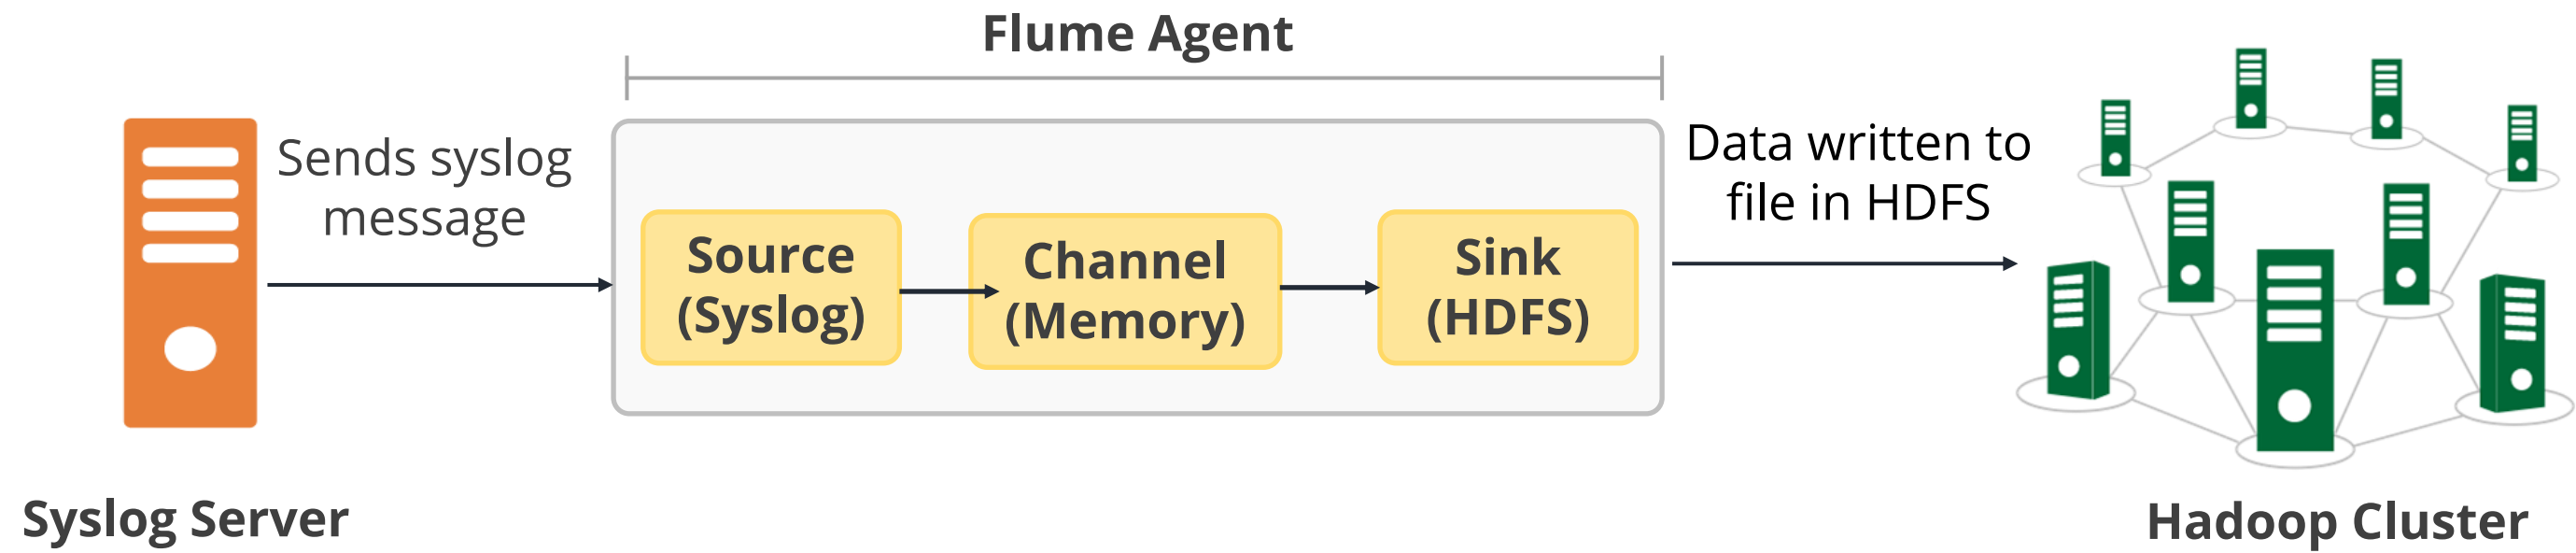 Flume Agent
Sends syslog
message
Data written to
file in HDFS
Source
(Syslog)
Channel
(Memory)
Sink
(HDFS)
Syslog Server
Hadoop Cluster